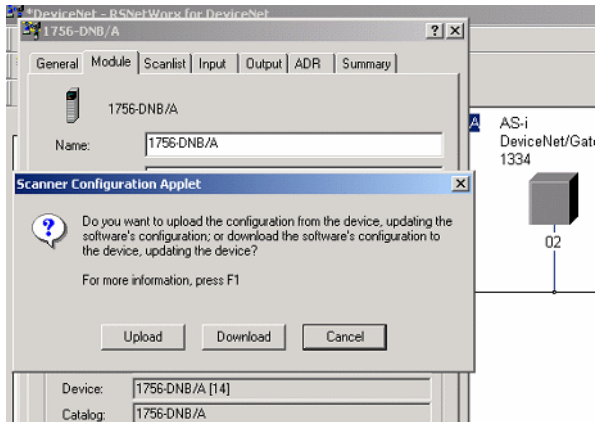 *DeviceNet - RSNetWorx for DeviceNet
1756-DNB/A
General Module Scanlist Input Output ADR Summary
1756-DNB/A
Name: 1756-DNB/A
A
AS-i
DeviceNet/Gat
1334
02
Scanner Configuration Applet
Do you want to upload the configuration from the device, updating the
software's configuration; or download the software's configuration to
the device, updating the device?
For more information, press F1
Upload Download Cancel
Device: 1756-DNB/A [14]
Catalog: 1756-DNB/A